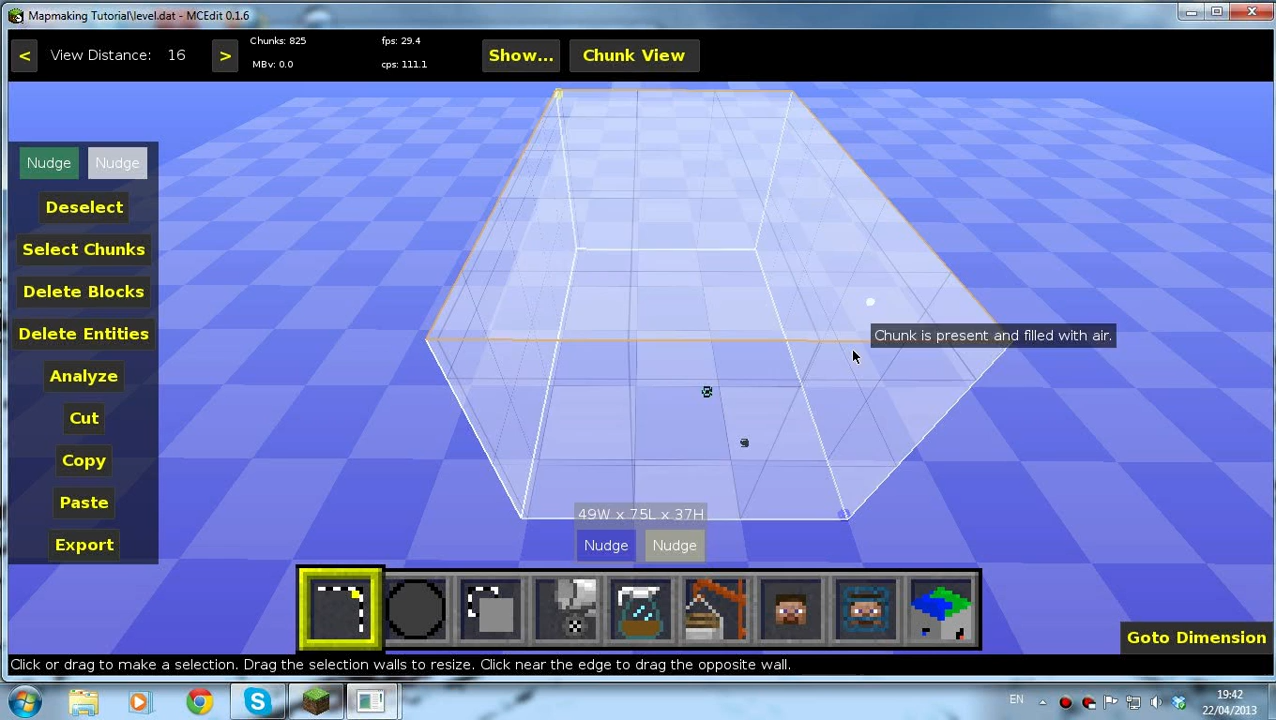 Mapmaking Tutorial\level.dat - MCEdit 0.1.6
< View Distance: 16 >
Chunks: 825
fps: 29.4
MBv: 0.0
cps: 111.1
Show...
Chunk View
Nudge
Nudge
Deselect
Select Chunks
Delete Blocks
Delete Entities
Analyze
Cut
Copy
Paste
Export
Chunk is present and filled with air.
49W x 75L x 37H
Nudge
Nudge
Goto Dimension
Click or drag to make a selection. Drag the selection walls to resize. Click near the edge to drag the opposite wall.
EN
19:42
22/04/2013